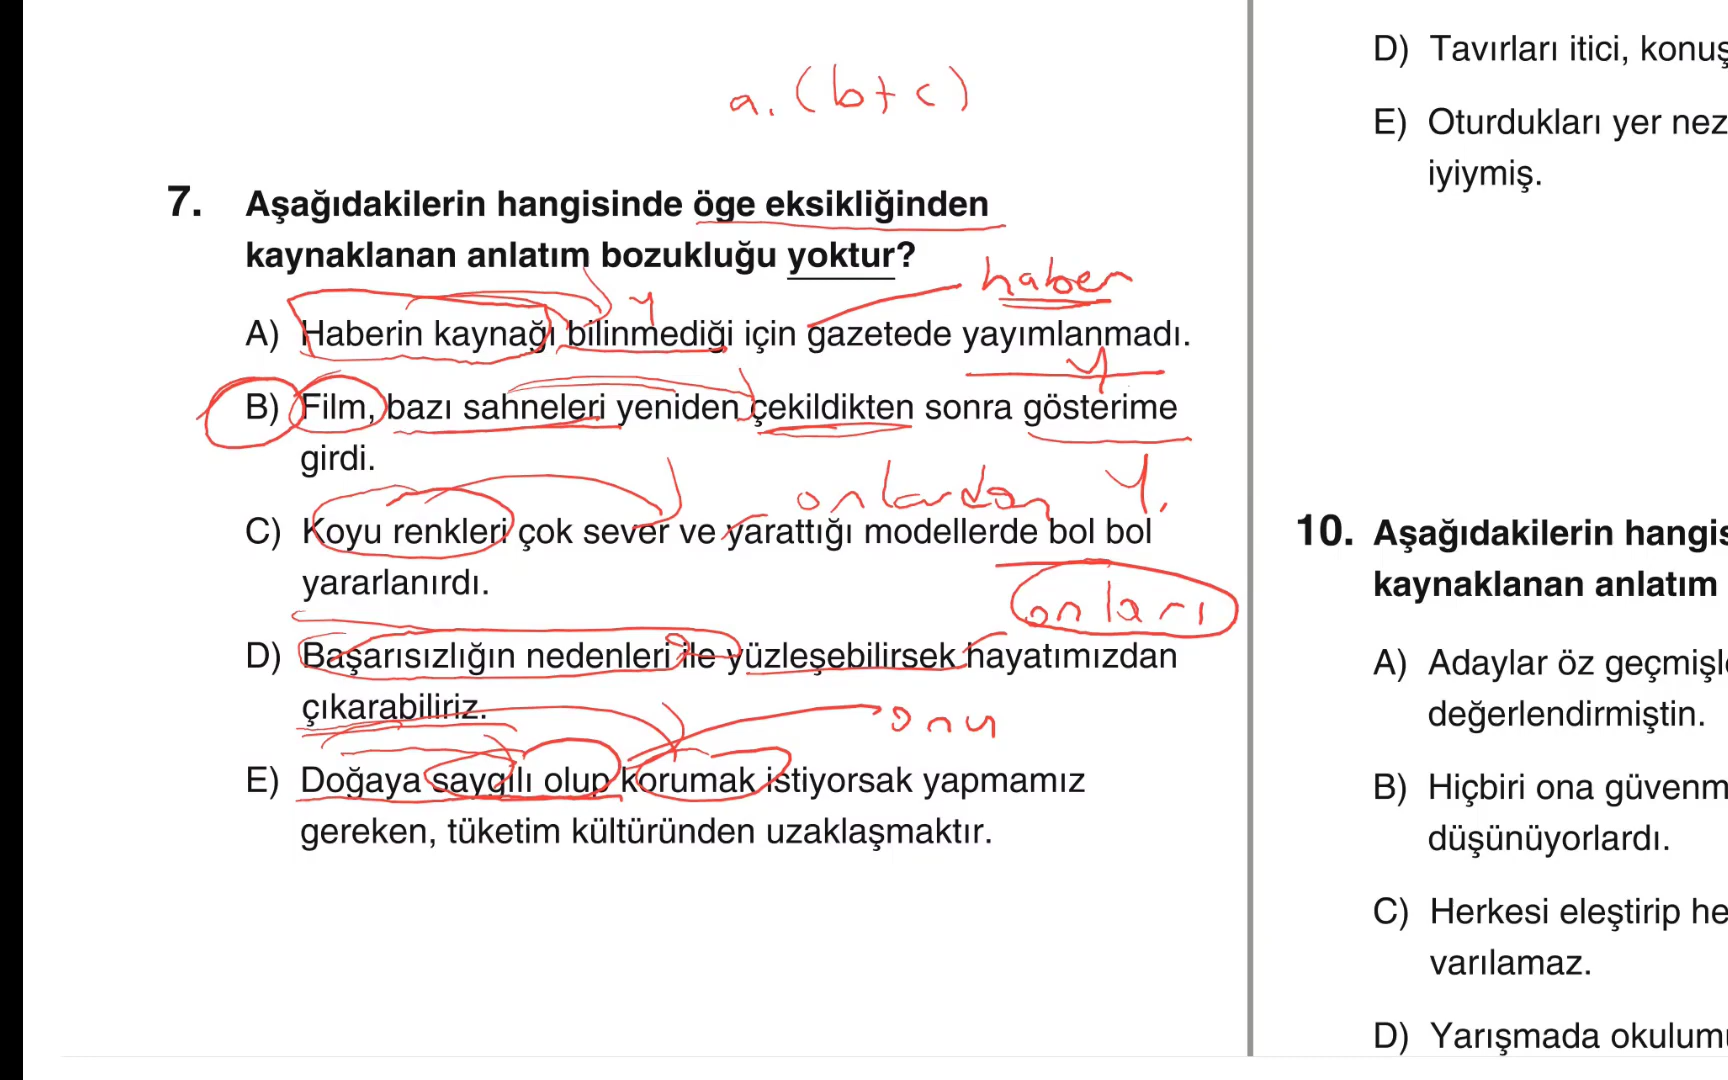 a. (b+c)
7. Aşağıdakilerin hangisinde öge eksikliğinden
kaynaklanan anlatım bozukluğu yoktur?
haber
y
A) Haberin kaynağı bilinmediği için gazetede yayımlanmadı.
y
B) Film, bazı sahneleri yeniden çekildikten sonra gösterime
girdi.
onlardan y.
C) Koyu renkleri çok sever ve yarattığı modellerde bol bol
yararlanırdı.
onları
D) Başarısızlığın nedenleri ile yüzleşebilirsek hayatımızdan
çıkarabiliriz.
onu
E) Doğaya saygılı olup korumak istiyorsak yapmamız
gereken, tüketim kültüründen uzaklaşmaktır.
D) Tavırları itici, konuş
E) Oturdukları yer nez
iyiymiş.
10. Aşağıdakilerin hangis
kaynaklanan anlatım
A) Adaylar öz geçmişle
değerlendirmiştin.
B) Hiçbiri ona güvenm
düşünüyorlardı.
C) Herkesi eleştirip he
varılamaz.
D) Yarışmada okulumu